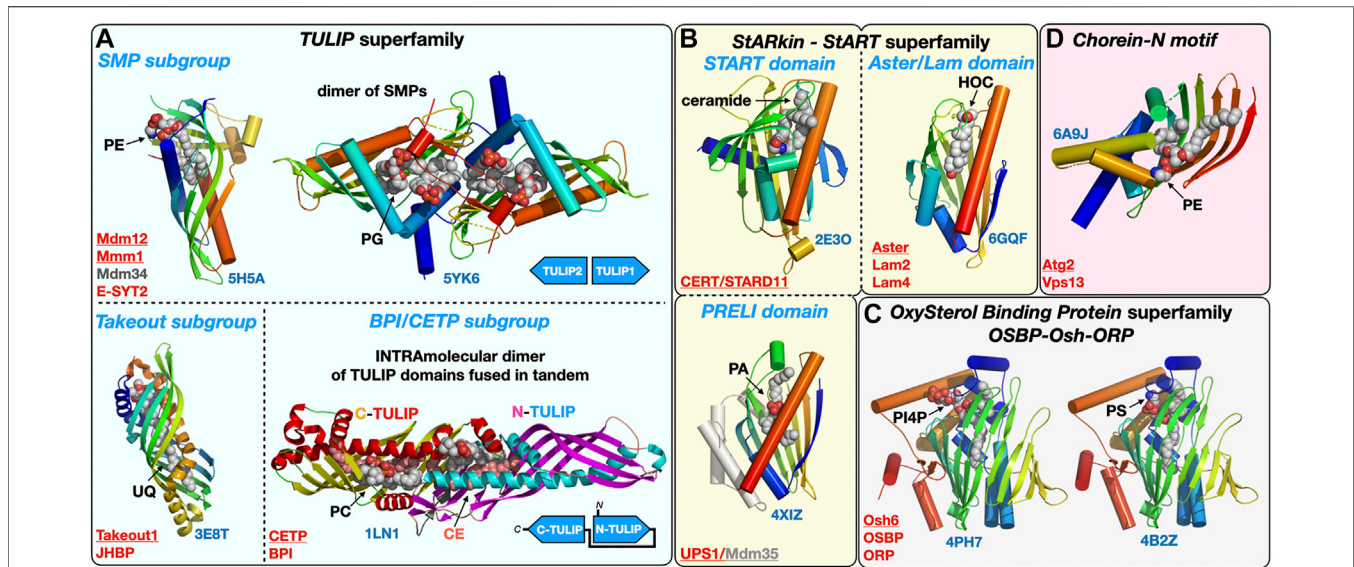 A
TULIP superfamily
SMP subgroup
dimer of SMPs
PE
PG
Mdm12
Mmm1
Mdm34
E-SYT2
5H5A
5YK6
TULIP2 TULIP1
Takeout subgroup
UQ
Takeout1
JHBP
3E8T
BPI/CETP subgroup
INTRAmolecular dimer
of TULIP domains fused in tandem
C-TULIP
N-TULIP
PC
1LN1
CE
CETP
BPI
N
C C-TULIP N-TULIP
B
StARkin - StART superfamily
START domain
ceramide
2E3O
CERT/STARD11
Aster/Lam domain
HOC
6GQF
Aster
Lam2
Lam4
PRELI domain
PA
4XIZ
UPS1/Mdm35
D Chorein-N motif
6A9J
PE
Atg2
Vps13
C OxySterol Binding Protein superfamily
OSBP-Osh-ORP
PI4P
PS
Osh6
OSBP
ORP
4PH7
4B2Z